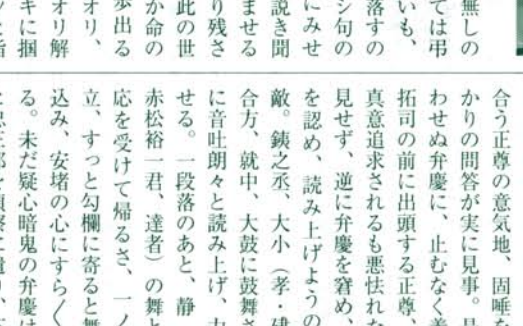 無しの
ては弔
いも、
落すの
シ句の
にみせ
説き聞
ませる
り残さ
此の世
か命の
歩出る
オリ、
オリ解
キに掴
合う正尊の意気地、固唾を
かりの問答が実に見事。
わせぬ弁慶に、止むなく
拓司の前に出頭する正尊、
真意追求されるも悪怯れた
見せず、逆に弁慶を窘め、
を認め、読み上げようの
敵。銕之丞、大小（孝・建
合方、就中、大鼓に鼓舞さ
に音吐朗々と読み上げ、
せる。一段落のあと、静
赤松裕一君、達者）の舞と
応を受けて帰るさ、一ノ
立、すっと勾欄に寄ると舞
込み、安堵の心にすらく
る。未だ疑心暗鬼の弁慶は